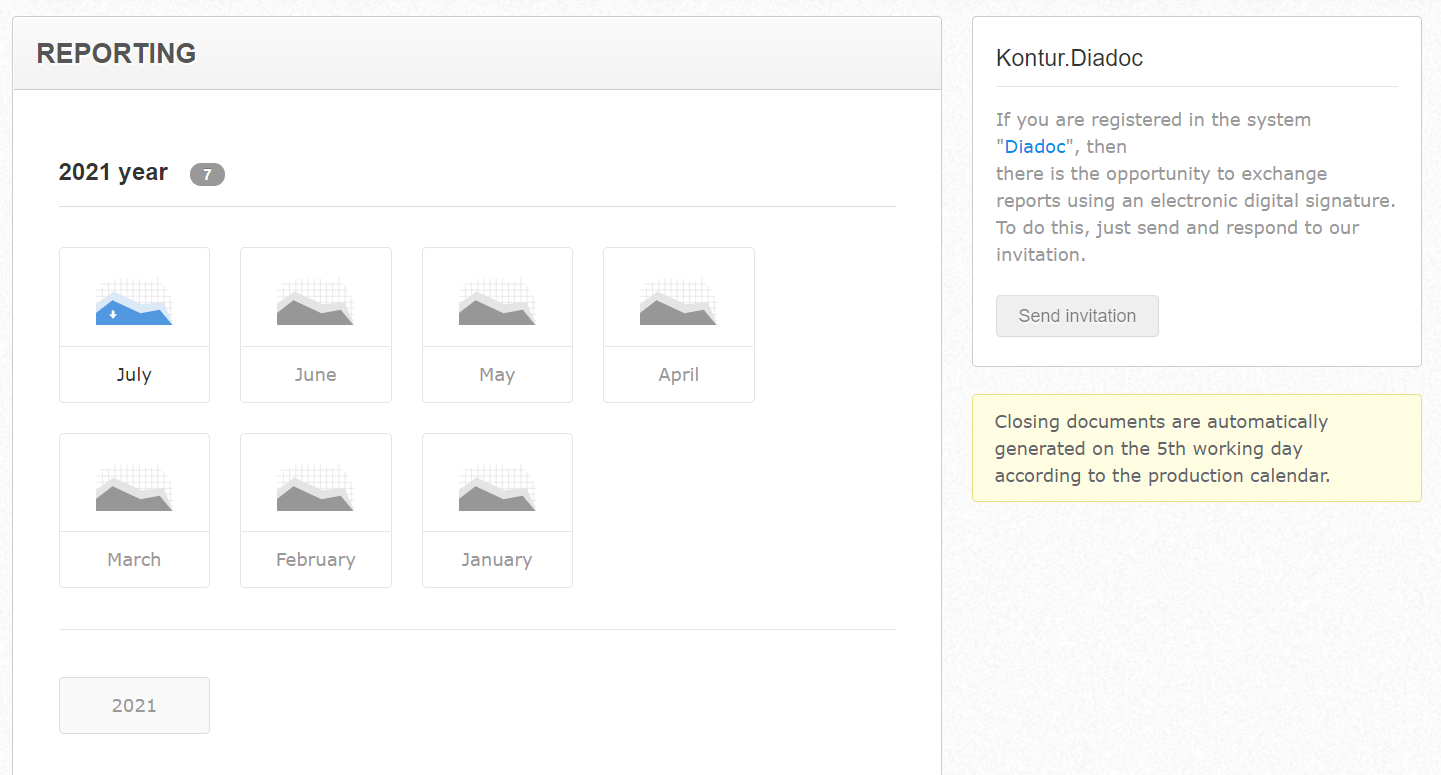 REPORTING
2021 year 7
July
June
May
April
March
February
January
2021
Kontur.Diadoc
If you are registered in the system
"Diadoc", then
there is the opportunity to exchange
reports using an electronic digital signature.
To do this, just send and respond to our
invitation.
Send invitation
Closing documents are automatically
generated on the 5th working day
according to the production calendar.